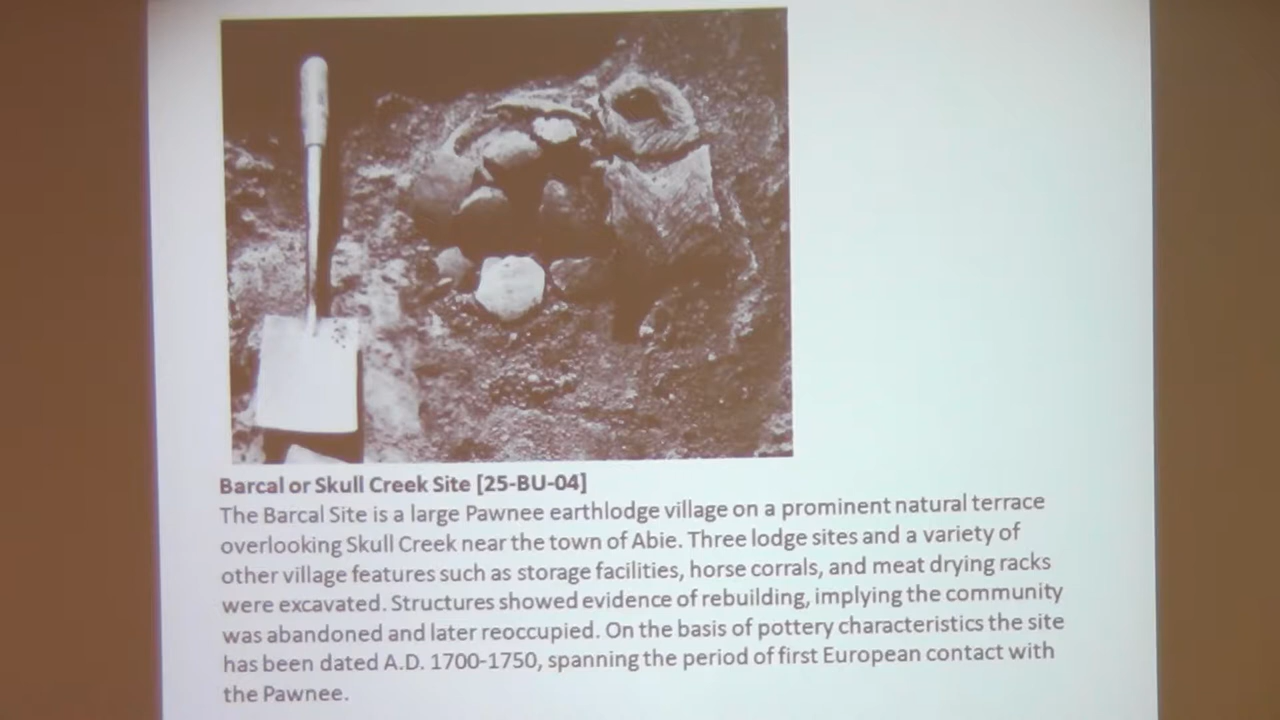 Barcal or Skull Creek Site [25-BU-04]
The Barcal Site is a large Pawnee earthlodge village on a prominent natural terrace
overlooking Skull Creek near the town of Abie. Three lodge sites and a variety of
other village features such as storage facilities, horse corrals, and meat drying racks
were excavated. Structures showed evidence of rebuilding, implying the community
was abandoned and later reoccupied. On the basis of pottery characteristics the site
has been dated A.D. 1700-1750, spanning the period of first European contact with
the Pawnee.